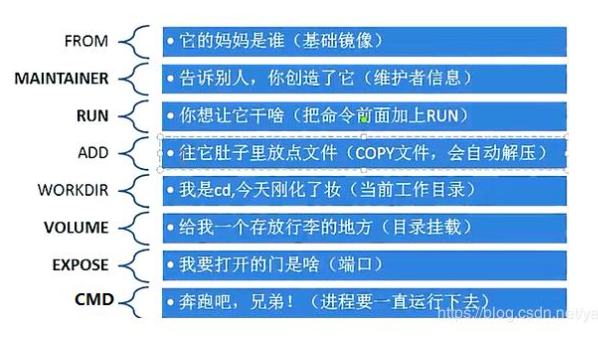 FROM • 它的妈妈是谁（基础镜像）
MAINTAINER • 告诉别人，你创造了它（维护者信息）
RUN • 你想让它干啥（把命令前面加上RUN）
ADD • 往它肚子里放点文件（COPY文件，会自动解压）
WORKDIR • 我是cd,今天刚化了妆（当前工作目录）
VOLUME • 给我一个存放行李的地方（目录挂载）
EXPOSE • 我要打开的门是啥（端口）
CMD • 奔跑吧，兄弟！（进程要一直运行下去）
https://blog.csdn.net/ya